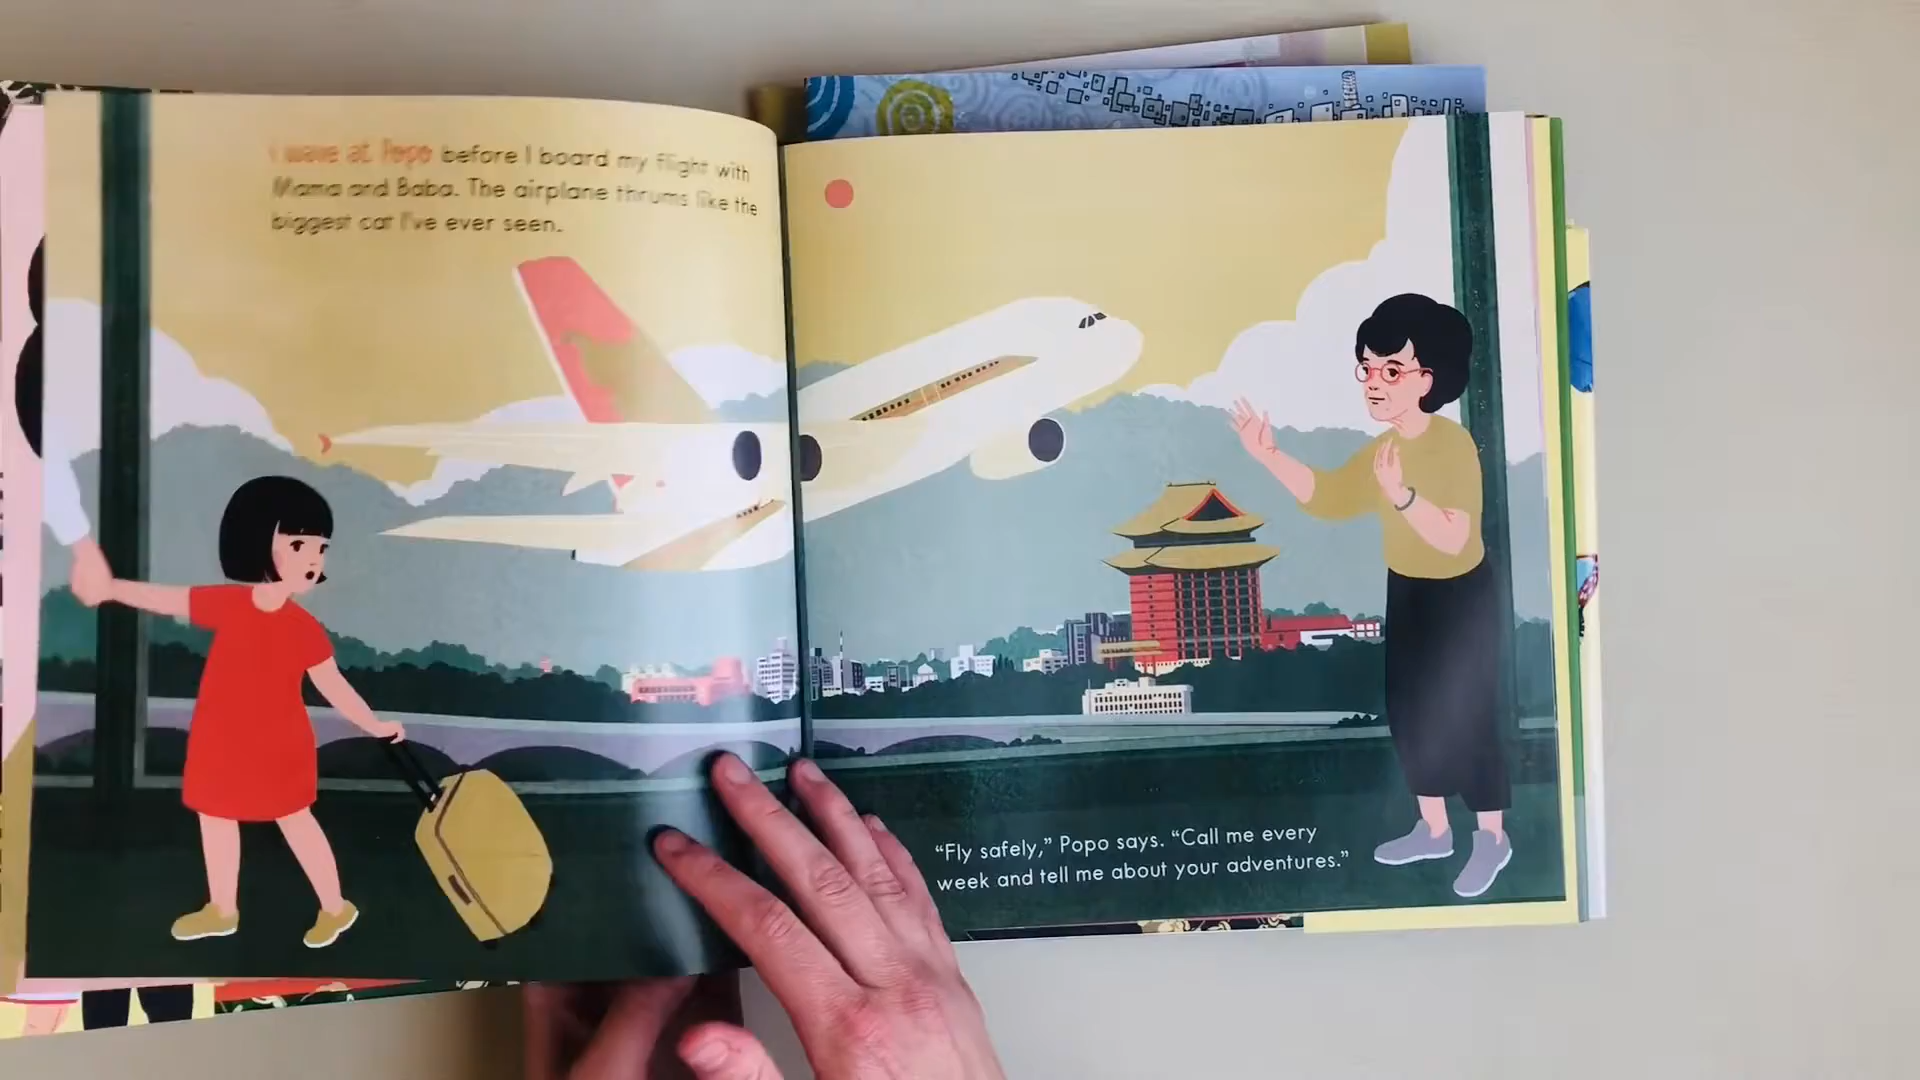 I wave at Popo before I board my flight with
Mama and Baba. The airplane thrums like the
biggest cat I've ever seen.
“Fly safely,” Popo says. “Call me every
week and tell me about your adventures.”